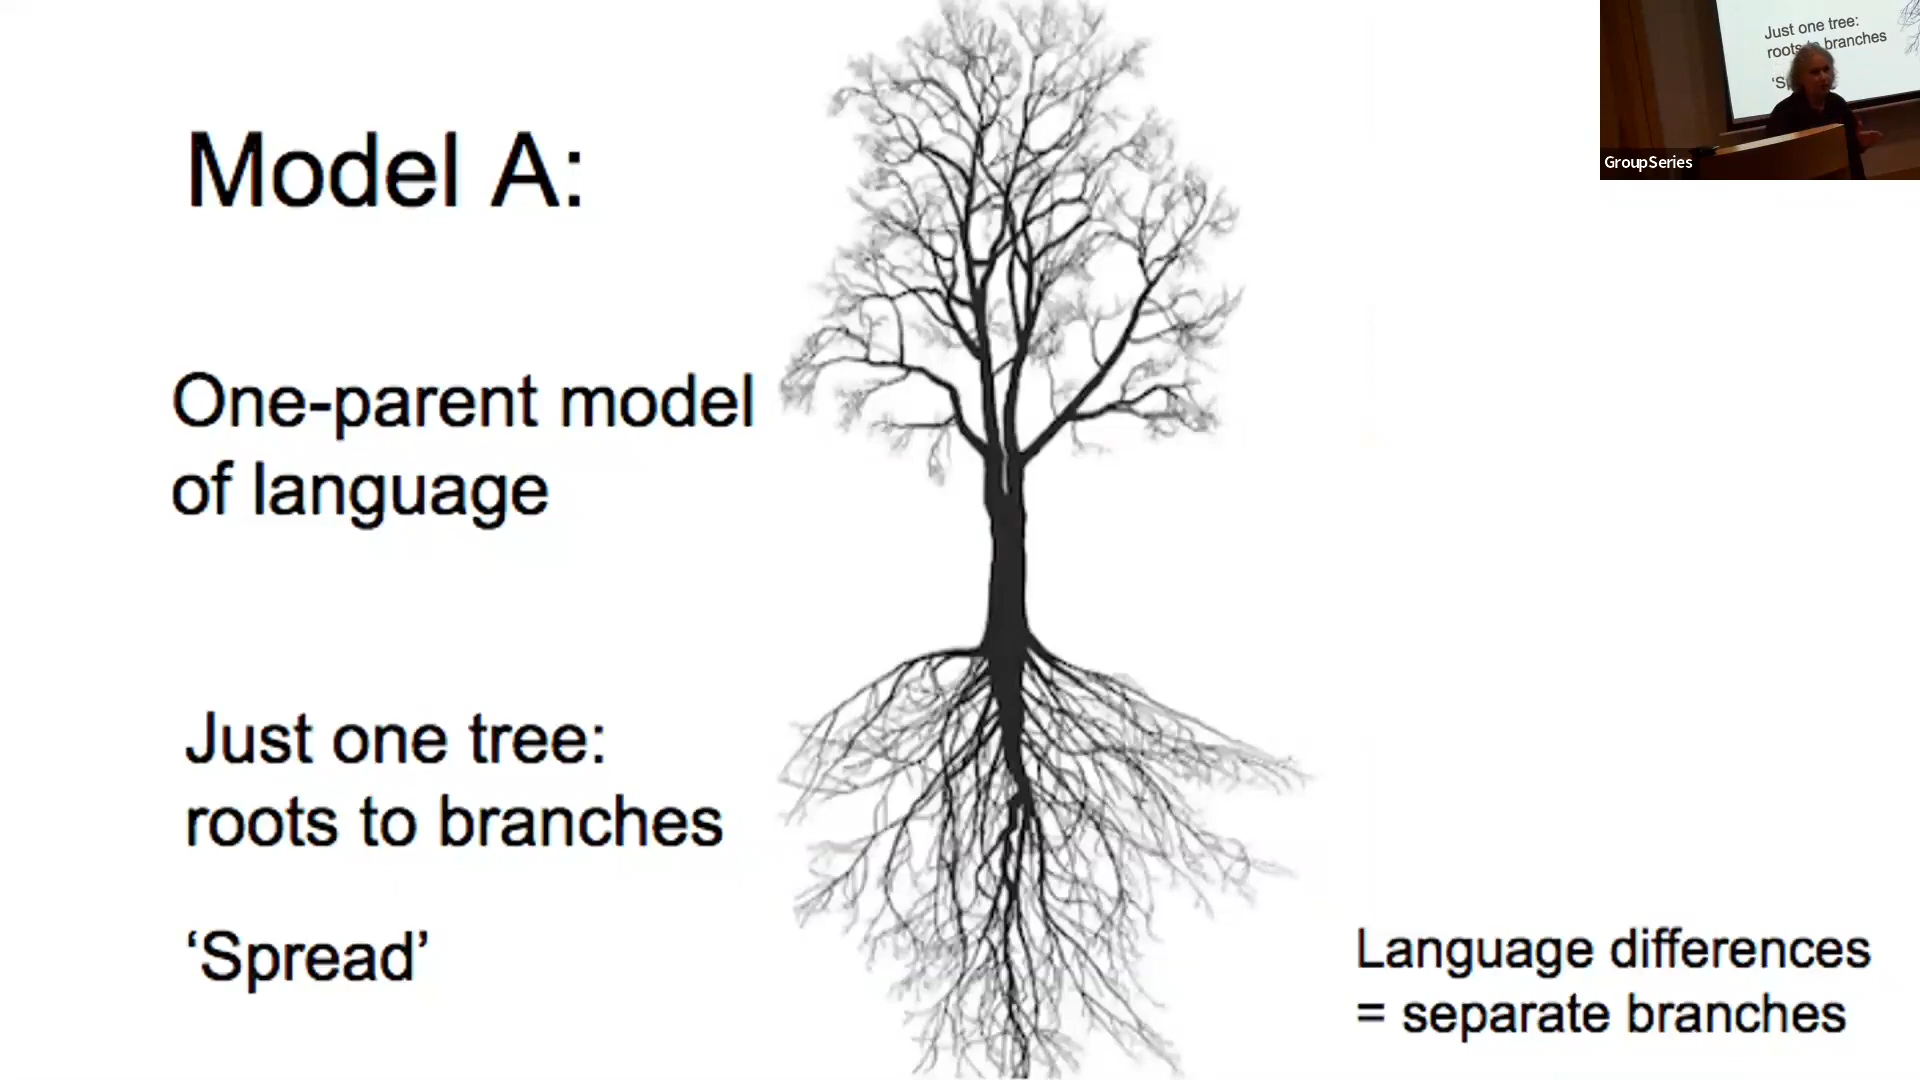 Model A:
One-parent model
of language
Just one tree:
roots to branches
‘Spread’
Language differences
= separate branches
Just one tree:
roots branches
GroupSeries